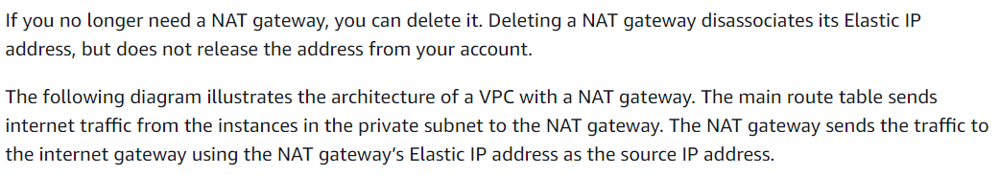 If you no longer need a NAT gateway, you can delete it. Deleting a NAT gateway disassociates its Elastic IP
address, but does not release the address from your account.
The following diagram illustrates the architecture of a VPC with a NAT gateway. The main route table sends
internet traffic from the instances in the private subnet to the NAT gateway. The NAT gateway sends the traffic to
the internet gateway using the NAT gateway’s Elastic IP address as the source IP address.